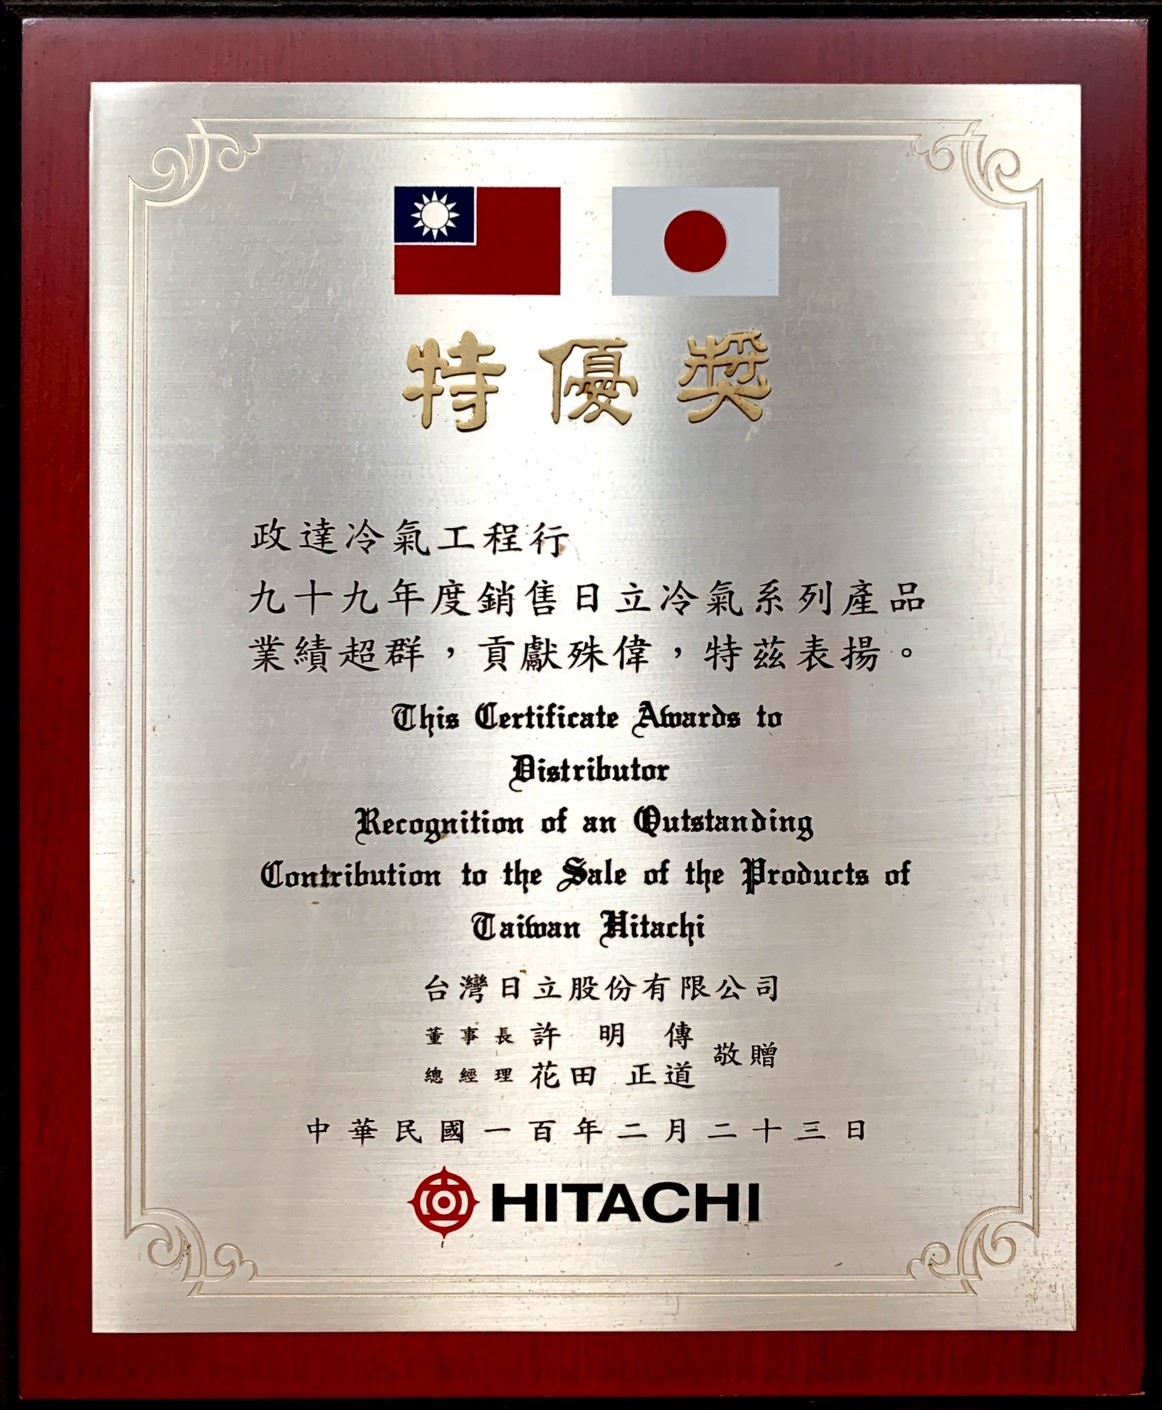 特優獎
政達冷氣工程行
九十九年度銷售日立冷氣系列產品
業績超群，貢獻殊偉，特茲表揚。
This Certificate Awards to
Distributor
Recognition of an Outstanding
Contribution to the Sale of the Products of
Taiwan Hitachi
台灣日立股份有限公司
董事長 許明傳
總經理 花田 正道 敬贈
中華民國一百年二月二十三日
HITACHI